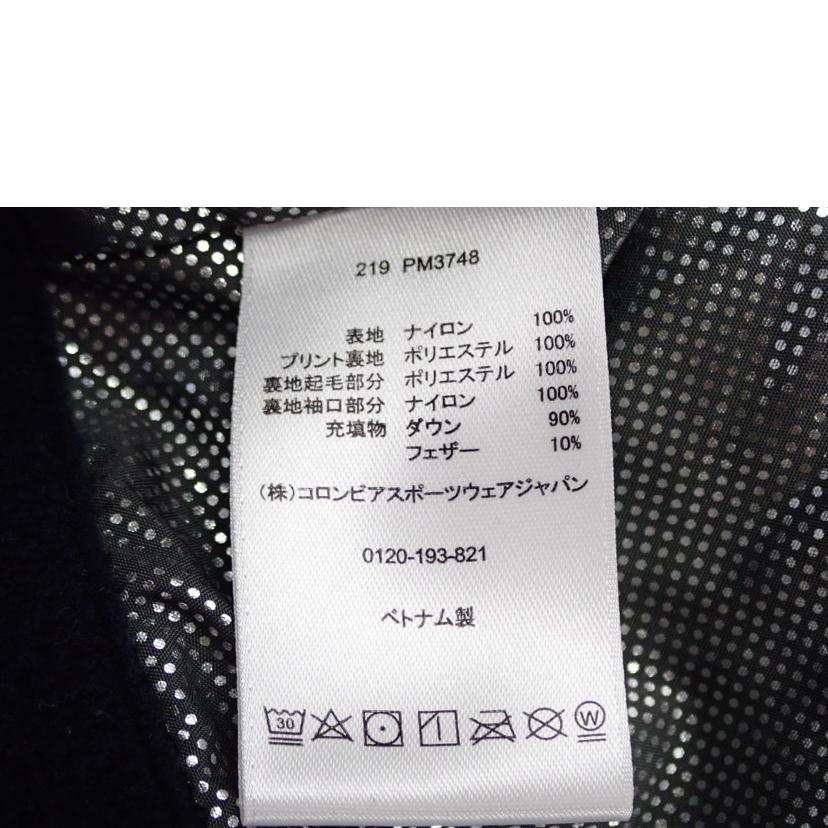 219 PM3748
表地 ナイロン 100%
プリント裏地 ポリエステル 100%
裏地起毛部分 ポリエステル 100%
裏地袖口部分 ナイロン 100%
充填物 ダウン 90%
フェザー 10%
(株)コロンビアスポーツウェアジャパン
0120-193-821
ベトナム製
30 W